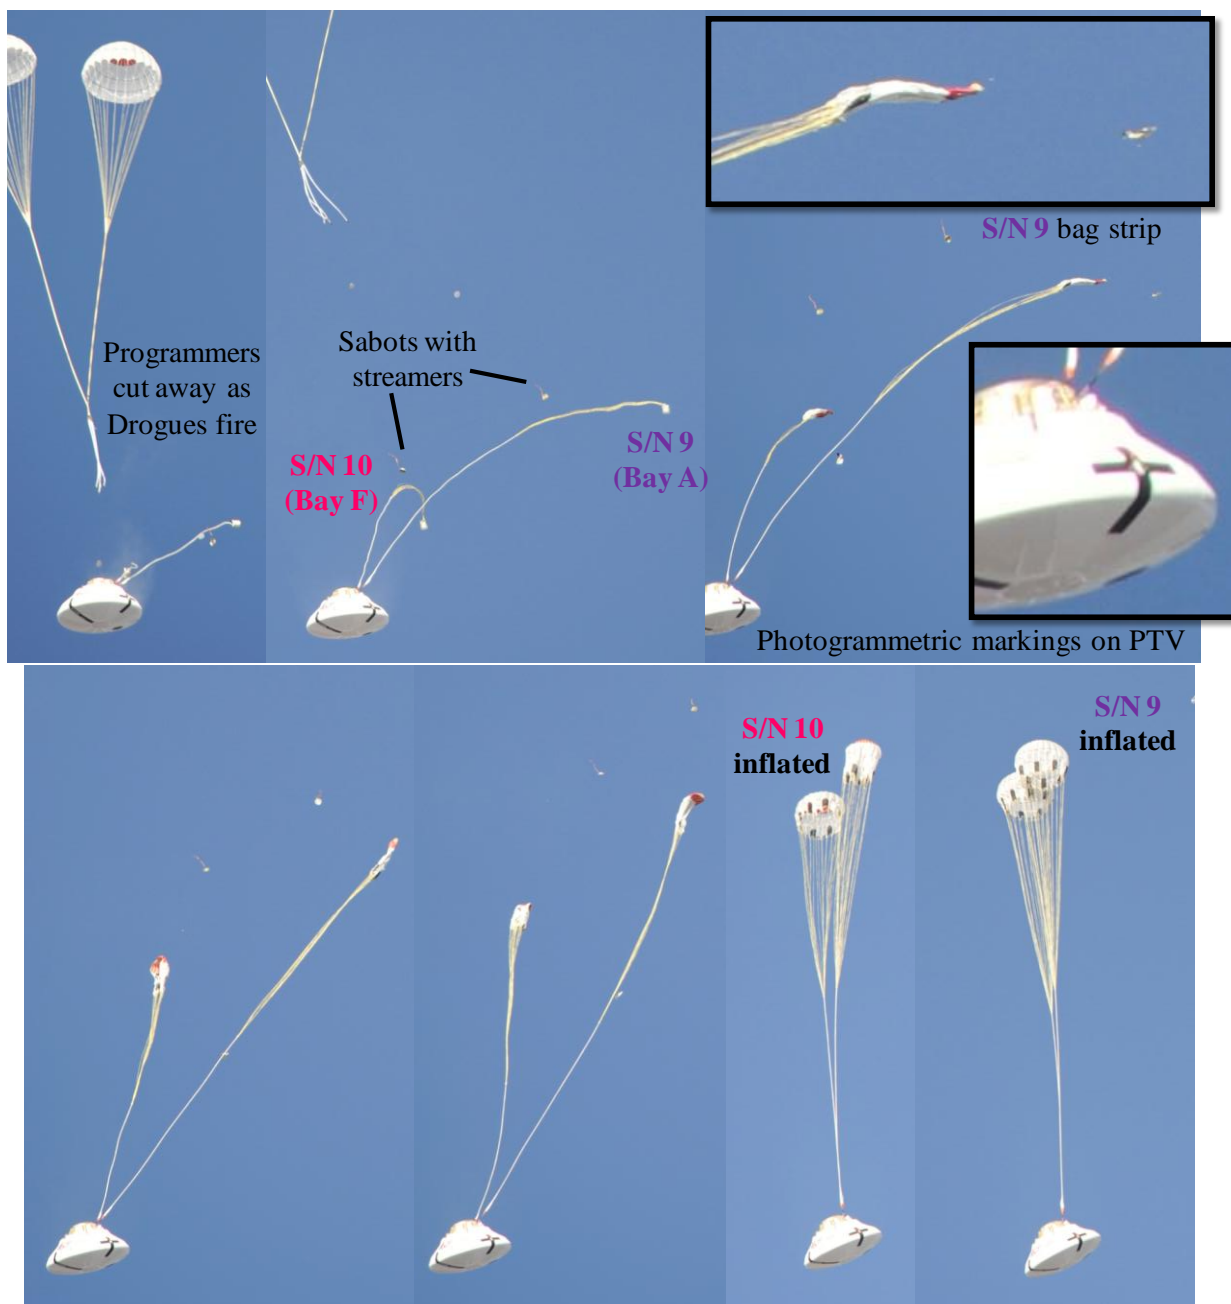 S/N 9 bag strip
Programmers
cut away as
Drogues fire
Sabots with
streamers
S/N 10
(Bay F)
S/N 9
(Bay A)
Photogrammetric markings on PTV
S/N 10
inflated
S/N 9
inflated